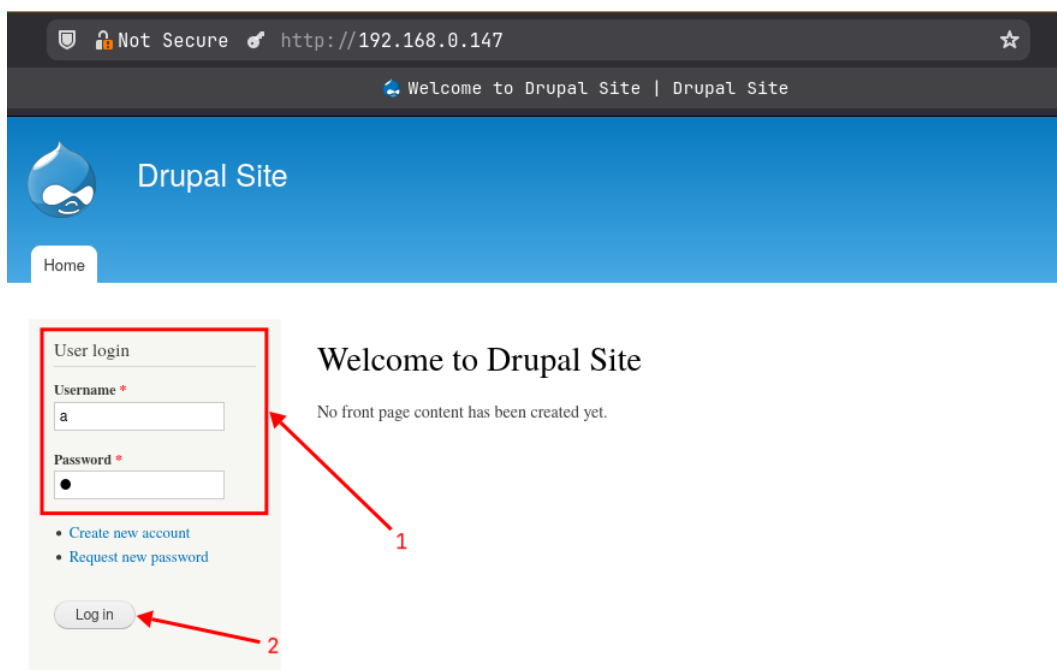 Not Secure http://192.168.0.147
Welcome to Drupal Site | Drupal Site
Drupal Site
Home
User login
Username *
a
Password *
Create new account
Request new password
Log in
Welcome to Drupal Site
No front page content has been created yet.
1
2